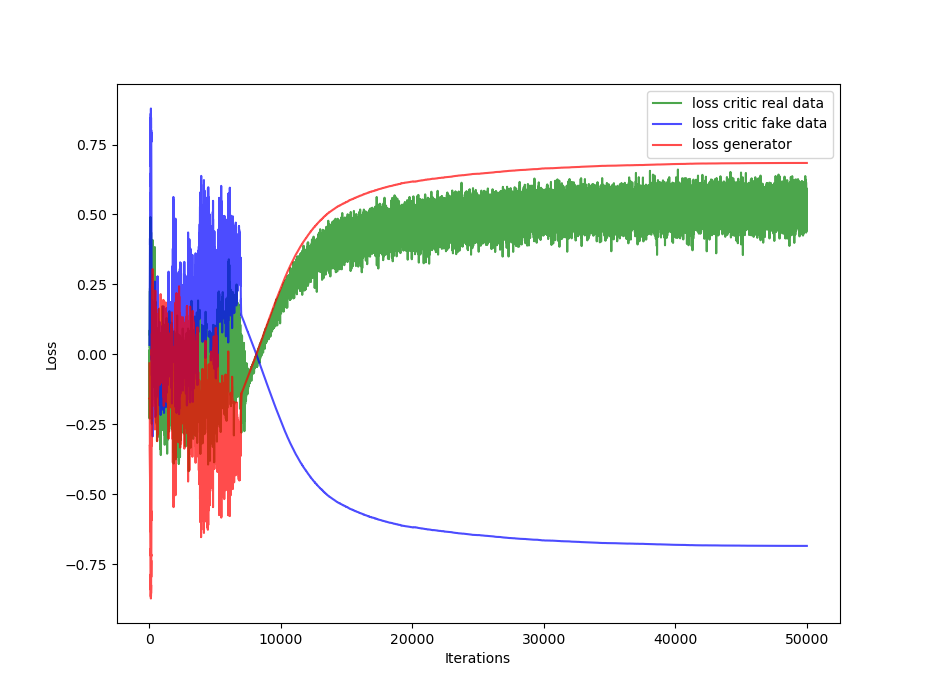 loss critic real data
loss critic fake data
loss generator
0.75
0.50
0.25
0.00
−0.25
−0.50
−0.75
Loss
0 10000 20000 30000 40000 50000
Iterations